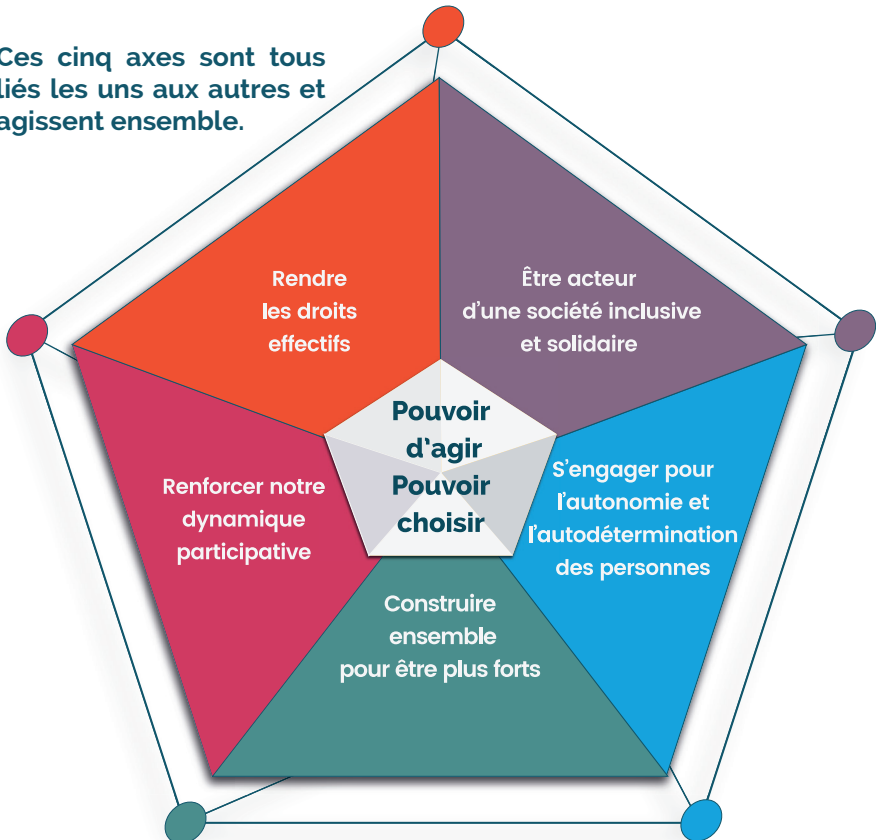 Ces cinq axes sont tous
liés les uns aux autres et
agissent ensemble.
Rendre
les droits
effectifs
Être acteur
d'une société inclusive
et solidaire
Pouvoir
d'agir
Pouvoir
choisir
Renforcer notre
dynamique
participative
S'engager pour
l'autonomie et
l'autodétermination
des personnes
Construire
ensemble
pour être plus forts